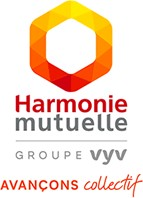 Harmonie
mutuelle
GROUPE vyv
AVANÇONS collectif